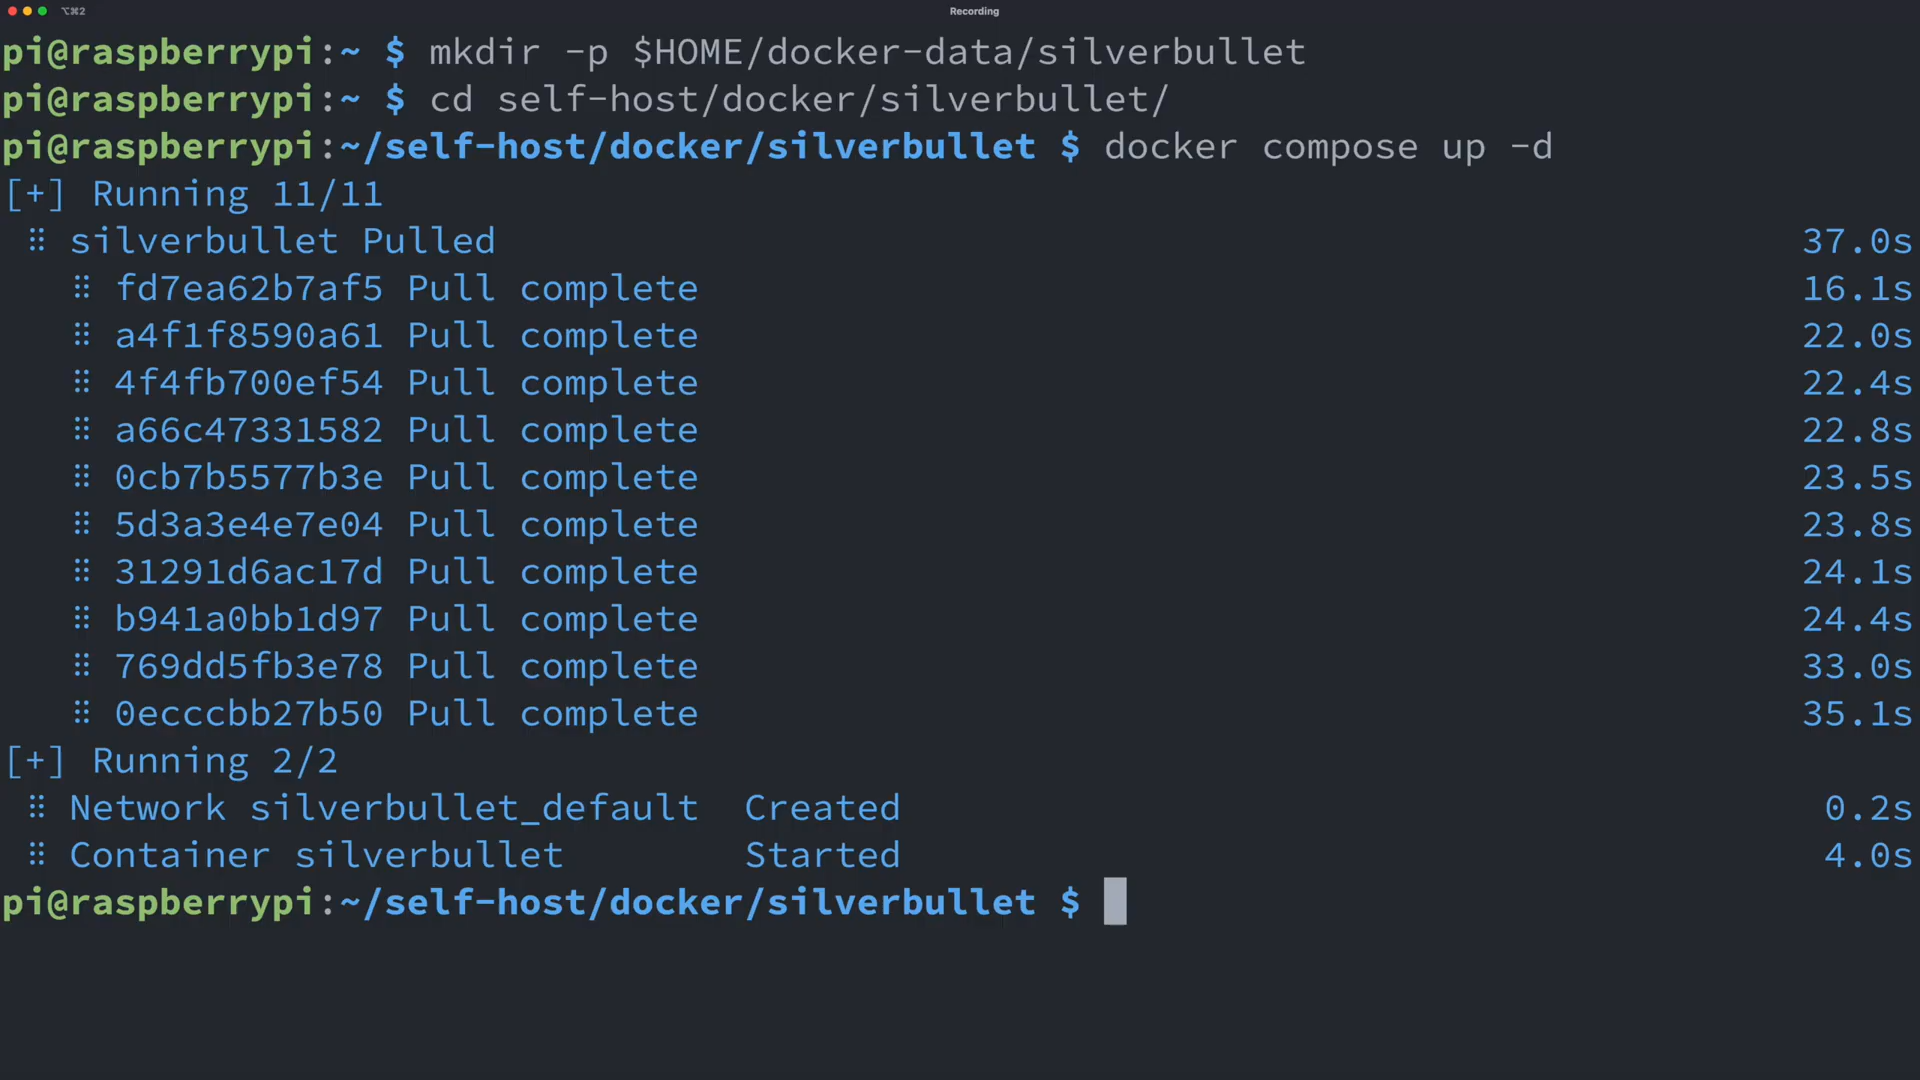 ⌥⌘2
Recording
pi@raspberrypi:~ $ mkdir -p $HOME/docker-data/silverbullet
pi@raspberrypi:~ $ cd self-host/docker/silverbullet/
pi@raspberrypi:~/self-host/docker/silverbullet $ docker compose up -d
[+] Running 11/11
⠿ silverbullet Pulled 37.0s
⠿ fd7ea62b7af5 Pull complete 16.1s
⠿ a4f1f8590a61 Pull complete 22.0s
⠿ 4f4fb700ef54 Pull complete 22.4s
⠿ a66c47331582 Pull complete 22.8s
⠿ 0cb7b5577b3e Pull complete 23.5s
⠿ 5d3a3e4e7e04 Pull complete 23.8s
⠿ 31291d6ac17d Pull complete 24.1s
⠿ b941a0bb1d97 Pull complete 24.4s
⠿ 769dd5fb3e78 Pull complete 33.0s
⠿ 0ecccbb27b50 Pull complete 35.1s
[+] Running 2/2
⠿ Network silverbullet_default Created 0.2s
⠿ Container silverbullet Started 4.0s
pi@raspberrypi:~/self-host/docker/silverbullet $